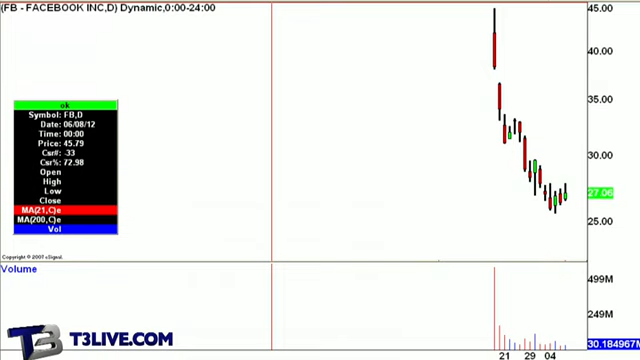 (FB - FACEBOOK INC,D) Dynamic,0:00-24:00
45.00
40.00
35.00
30.00
27.06
25.00
ok
Symbol: FB,D
Date: 06/08/12
Time: 00:00
Price: 45.79
Csr#: -33
Csr%: 72.98
Open
High
Low
Close
MA(21,C)e
MA(200,C)e
Vol
Copyright © 2007 eSignal.
Volume
499M
249M
30.184967M
21 29 04
T3
T3LIVE.COM